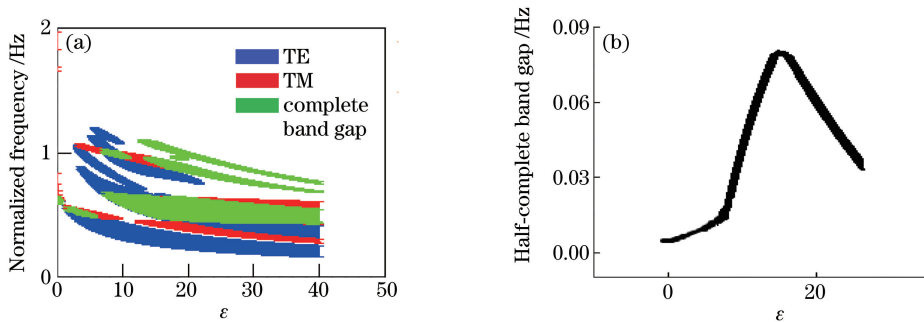 (a)
Normalized frequency /Hz
2
1
0
0 10 20 30 40 50
ε
TE
TM
complete
band gap
(b)
Half-complete band gap /Hz
0.09
0.06
0.03
0.00
0 20
ε